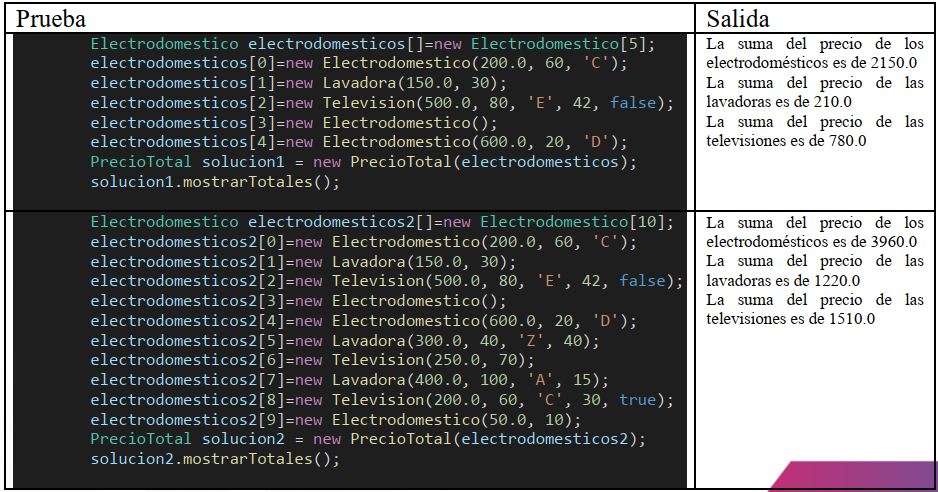 Prueba
Salida
Electrodomestico electrodomesticos[]=new Electrodomestico[5];
electrodomesticos[0]=new Electrodomestico(200.0, 60, 'C');
electrodomesticos[1]=new Lavadora(150.0, 30);
electrodomesticos[2]=new Television(500.0, 80, 'E', 42, false);
electrodomesticos[3]=new Electrodomestico();
electrodomesticos[4]=new Electrodomestico(600.0, 20, 'D');
PrecioTotal solucion1 = new PrecioTotal(electrodomesticos);
solucion1.mostrarTotales();
La suma del precio de los
electrodomésticos es de 2150.0
La suma del precio de las
lavadoras es de 210.0
La suma del precio de las
televisiones es de 780.0
Electrodomestico electrodomesticos2[]=new Electrodomestico[10];
electrodomesticos2[0]=new Electrodomestico(200.0, 60, 'C');
electrodomesticos2[1]=new Lavadora(150.0, 30);
electrodomesticos2[2]=new Television(500.0, 80, 'E', 42, false);
electrodomesticos2[3]=new Electrodomestico();
electrodomesticos2[4]=new Electrodomestico(600.0, 20, 'D');
electrodomesticos2[5]=new Lavadora(300.0, 40, 'Z', 40);
electrodomesticos2[6]=new Television(250.0, 70);
electrodomesticos2[7]=new Lavadora(400.0, 100, 'A', 15);
electrodomesticos2[8]=new Television(200.0, 60, 'C', 30, true);
electrodomesticos2[9]=new Electrodomestico(50.0, 10);
PrecioTotal solucion2 = new PrecioTotal(electrodomesticos2);
solucion2.mostrarTotales();
La suma del precio de los
electrodomésticos es de 3960.0
La suma del precio de las
lavadoras es de 1220.0
La suma del precio de las
televisiones es de 1510.0